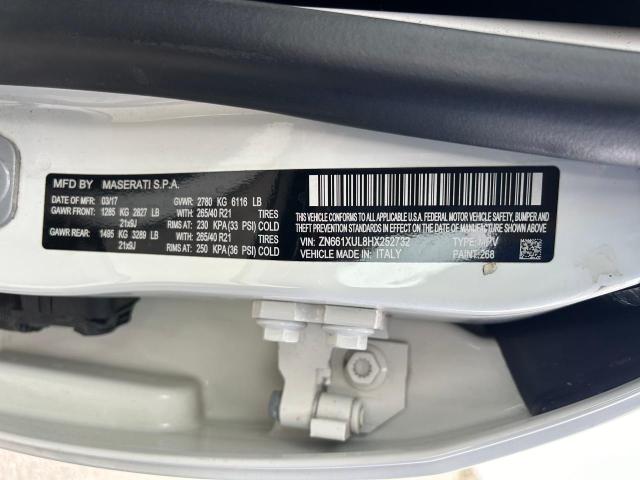 MFD BY MASERATI S.P.A.
DATE OF MFR: 03/17 GVWR: 2780 KG 6116 LB
GAWR FRONT: 1285 KG 2827 LB WITH: 265/40 R21 TIRES
21x9J RIMS AT: 230 KPA (33 PSI) COLD
GAWR REAR: 1495 KG 3289 LB WITH: 265/40 R21 TIRES
21x9J RIMS AT: 250 KPA (36 PSI) COLD
THIS VEHICLE CONFORMS TO ALL APPLICABLE U.S.A. FEDERAL MOTOR VEHICLE SAFETY, BUMPER AND THEFT PREVENTION
STANDARDS IN EFFECT ON THE DATE OF MANUFACTURE SHOWN ABOVE.
VIN: ZN661XUL8HX252732 TYPE: MPV
VEHICLE MADE IN: ITALY PAINT: 268